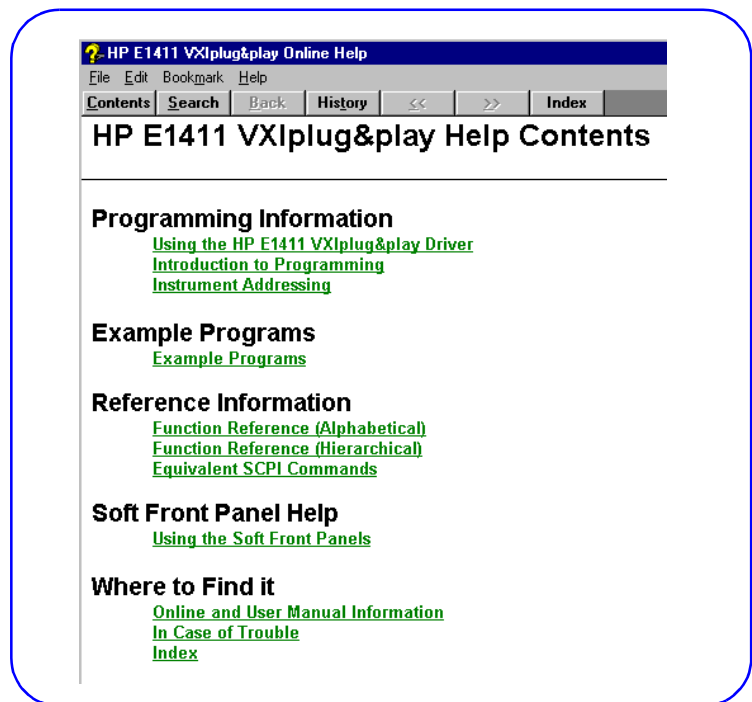 HP E1411 VXIplug&play Online Help
File Edit Bookmark Help
Contents Search Back History << >> Index
HP E1411 VXIplug&play Help Contents
Programming Information
Using the HP E1411 VXIplug&play Driver
Introduction to Programming
Instrument Addressing
Example Programs
Example Programs
Reference Information
Function Reference (Alphabetical)
Function Reference (Hierarchical)
Equivalent SCPI Commands
Soft Front Panel Help
Using the Soft Front Panels
Where to Find it
Online and User Manual Information
In Case of Trouble
Index